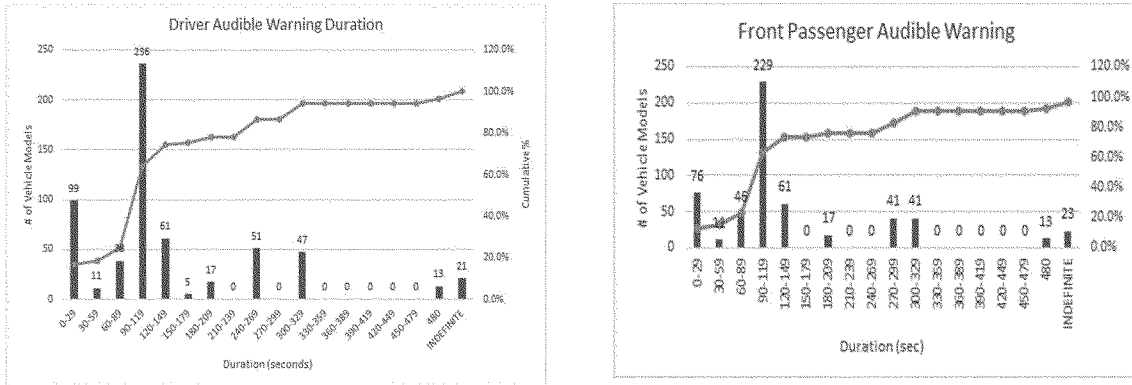 Driver Audible Warning Duration
# of Vehicle Models
Cumulative %
250
200
150
100
50
0
120.0%
100.0%
80.0%
60.0%
40.0%
20.0%
0.0%
99 11 236 61 5 17 0 51 0 47 0 0 0 0 0 13 21
0-29 30-59 60-89 90-119 120-149 150-179 180-209 210-239 240-269 270-299 300-329 330-359 360-389 390-419 420-449 450-479 480 INDEFINITE
Duration (seconds)
Front Passenger Audible Warning
# of Vehicle Models
250
200
150
100
50
0
120.0%
100.0%
80.0%
60.0%
40.0%
20.0%
0.0%
76 11 46 229 61 0 17 0 0 41 41 0 0 0 0 0 13 23
0-29 30-59 60-89 90-119 120-149 150-179 180-209 210-239 240-269 270-299 300-329 330-359 360-389 390-419 420-449 450-479 480 INDEFINITE
Duration (sec)